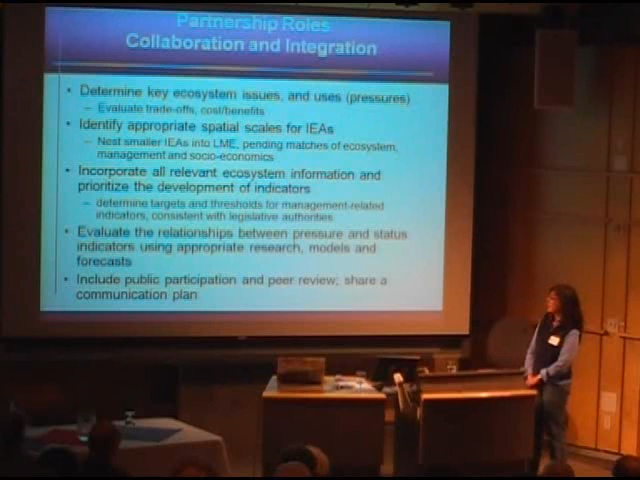 Partnership Roles
Collaboration and Integration
• Determine key ecosystem issues, and uses (pressures)
– Evaluate trade-offs, cost/benefits
• Identify appropriate spatial scales for IEAs
– Nest smaller IEAs into LME, pending matches of ecosystem,
management and socio-economics
• Incorporate all relevant ecosystem information and
prioritize the development of indicators
– determine targets and thresholds for management-related
indicators, consistent with legislative authorities
• Evaluate the relationships between pressure and status
indicators using appropriate research, models and
forecasts
• Include public participation and peer review; share a
communication plan